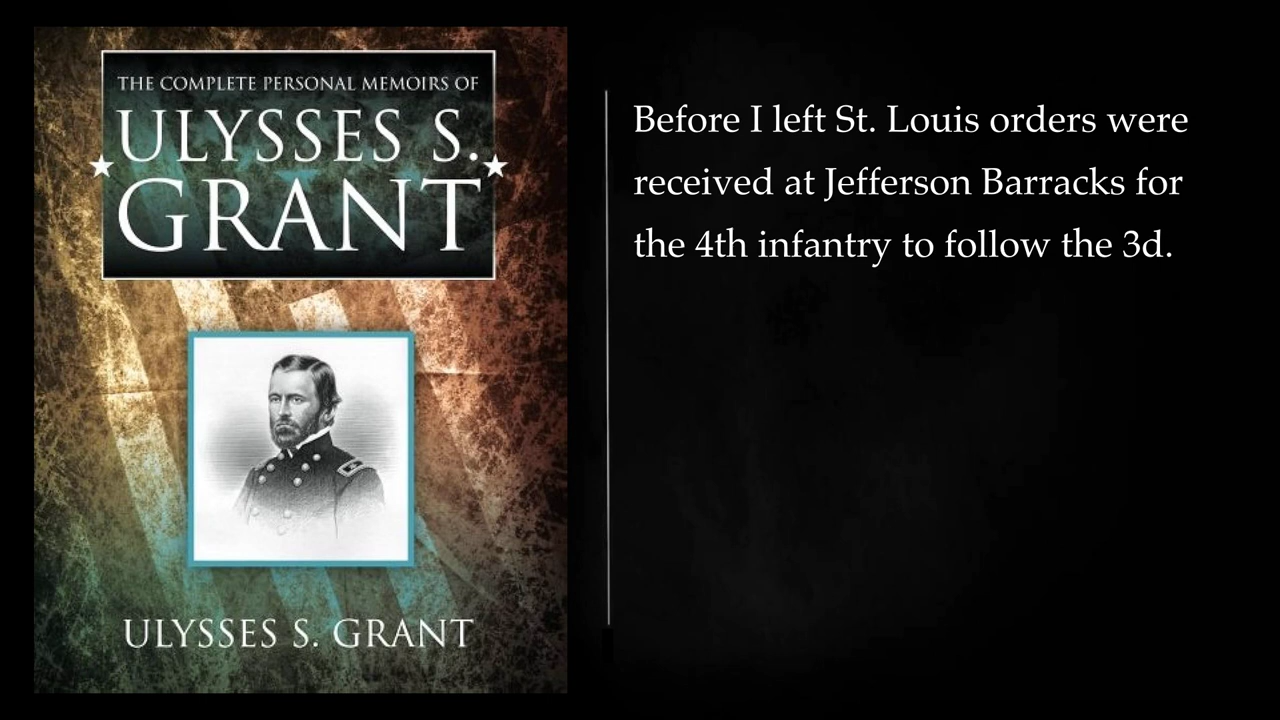 THE COMPLETE PERSONAL MEMOIRS OF
ULYSSES S.
GRANT
ULYSSES S. GRANT
Before I left St. Louis orders were
received at Jefferson Barracks for
the 4th infantry to follow the 3d.